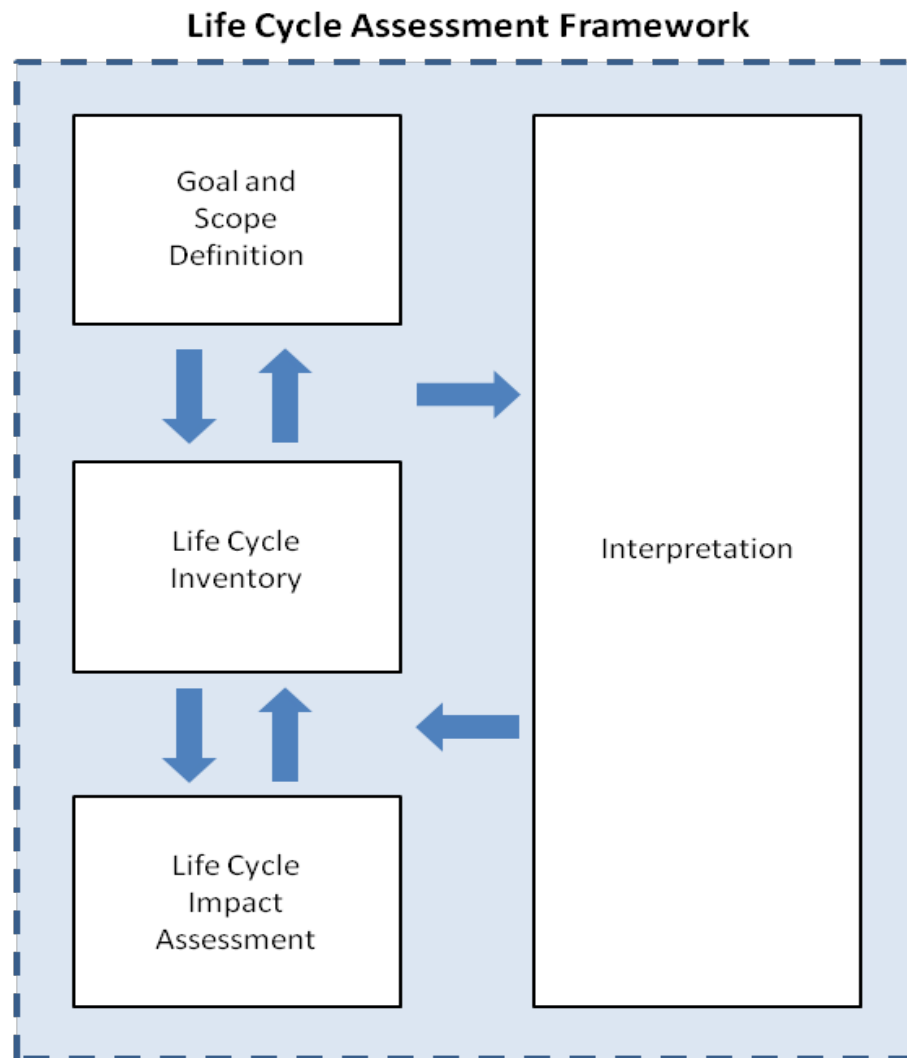 Life Cycle Assessment Framework
Goal and
Scope
Definition
Life Cycle
Inventory
Interpretation
Life Cycle
Impact
Assessment